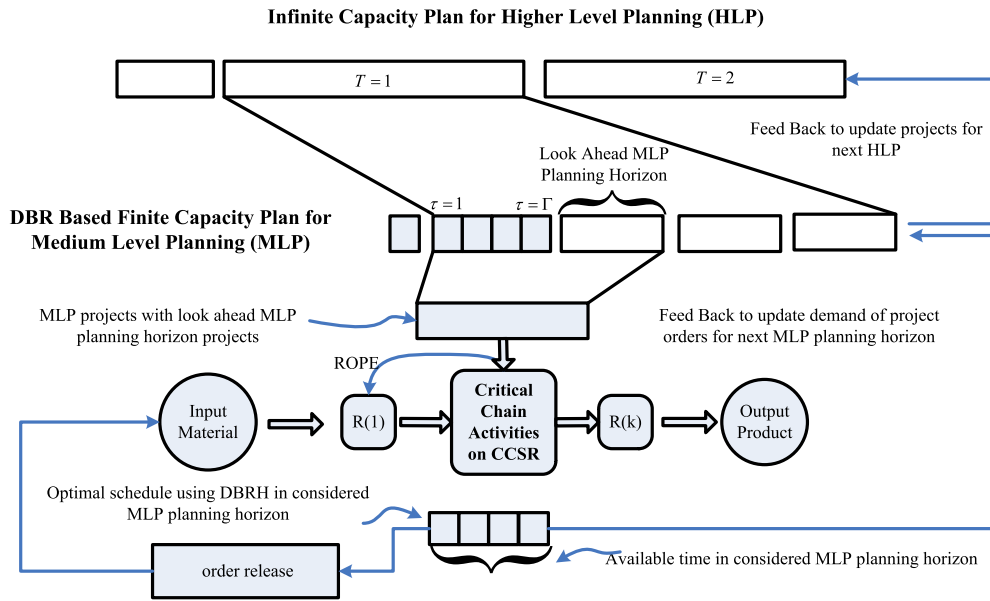 Infinite Capacity Plan for Higher Level Planning (HLP)
T = 1
T = 2
Feed Back to update projects for
next HLP
Look Ahead MLP
Planning Horizon
DBR Based Finite Capacity Plan for
Medium Level Planning (MLP)
τ = 1
τ = Γ
MLP projects with look ahead MLP
planning horizon projects
Feed Back to update demand of project
orders for next MLP planning horizon
ROPE
Input
Material
R(1)
Critical
Chain
Activities
on CCSR
R(k)
Output
Product
Optimal schedule using DBRH in considered
MLP planning horizon
order release
Available time in considered MLP planning horizon